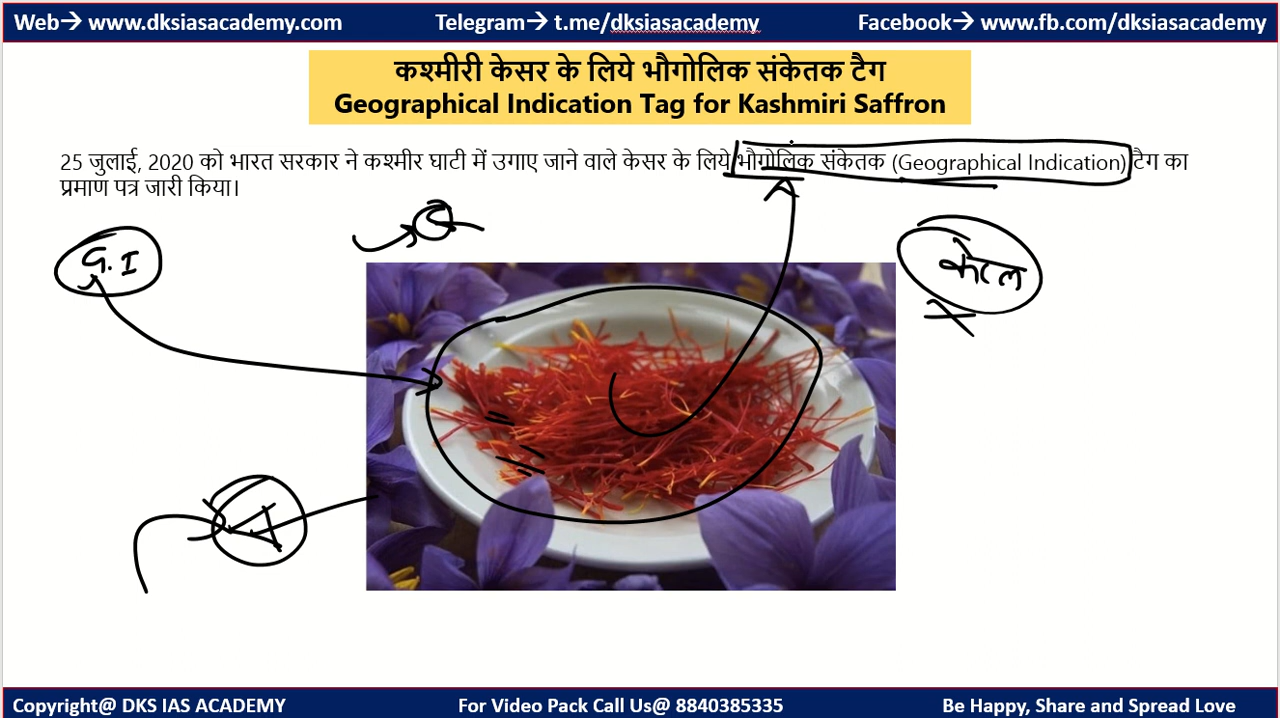 Web→ www.dksiasacademy.com Telegram→ t.me/dksiasacademy Facebook→ www.fb.com/dksiasacademy
कश्मीरी केसर के लिये भौगोलिक संकेतक टैग
Geographical Indication Tag for Kashmiri Saffron
25 जुलाई, 2020 को भारत सरकार ने कश्मीर घाटी में उगाए जाने वाले केसर के लिये भौगोलिक संकेतक (Geographical Indication) टैग का
प्रमाण पत्र जारी किया।
G.I
Copyright@ DKS IAS ACADEMY For Video Pack Call Us@ 8840385335 Be Happy, Share and Spread Love